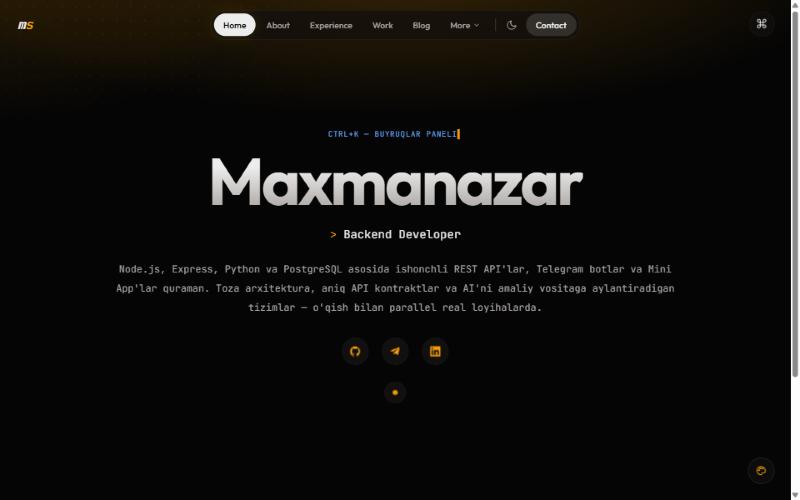 ms
Home About Experience Work Blog More Contact
CTRL+K — BUYRUQLAR PANELI
Maxmanazar
> Backend Developer
Node.js, Express, Python va PostgreSQL asosida ishonchli REST API'lar, Telegram botlar va Mini
App'lar quraman. Toza arxitektura, aniq API kontraktlar va AI'ni amaliy vositaga aylantiradigan
tizimlar — o'qish bilan parallel real loyihalarda.